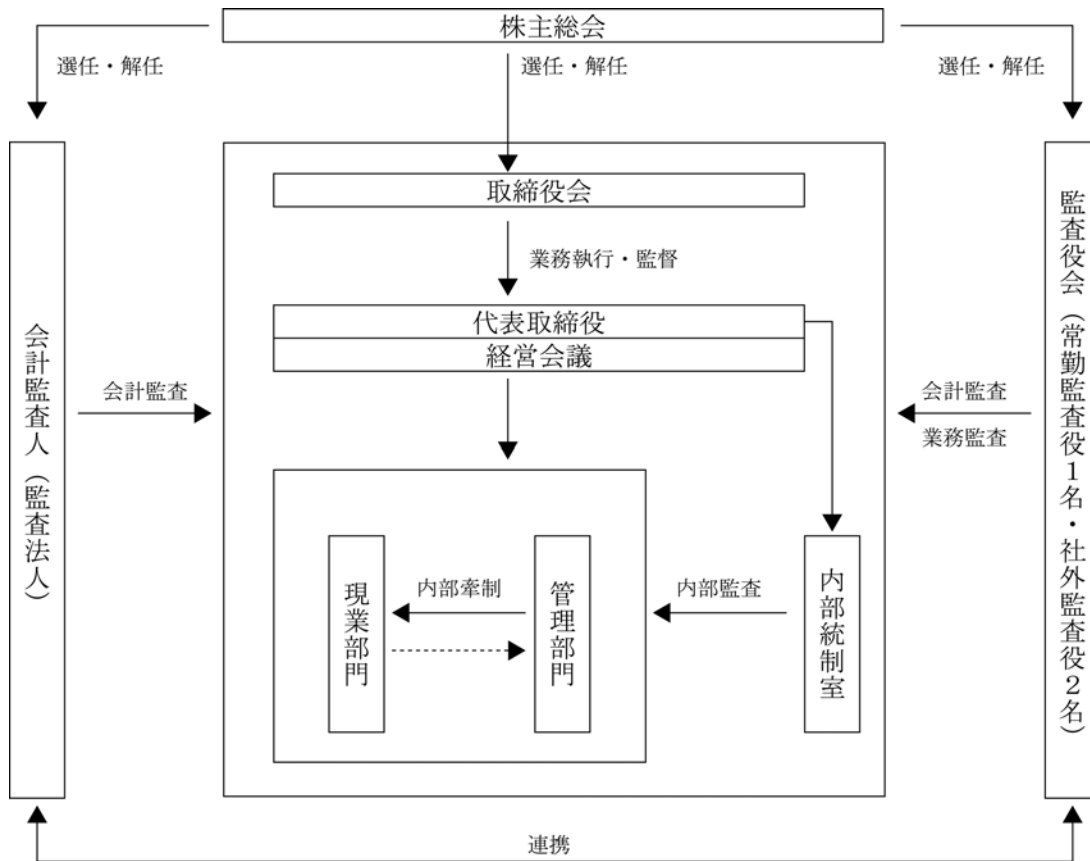 株主総会
選任・解任
選任・解任
選任・解任
取締役会
業務執行・監督
代表取締役
経営会議
会計監査人（監査法人）
会計監査
会計監査
業務監査
監査役会（常勤監査役１名・社外監査役２名）
現業部門
内部牽制
管理部門
内部監査
内部統制室
連携